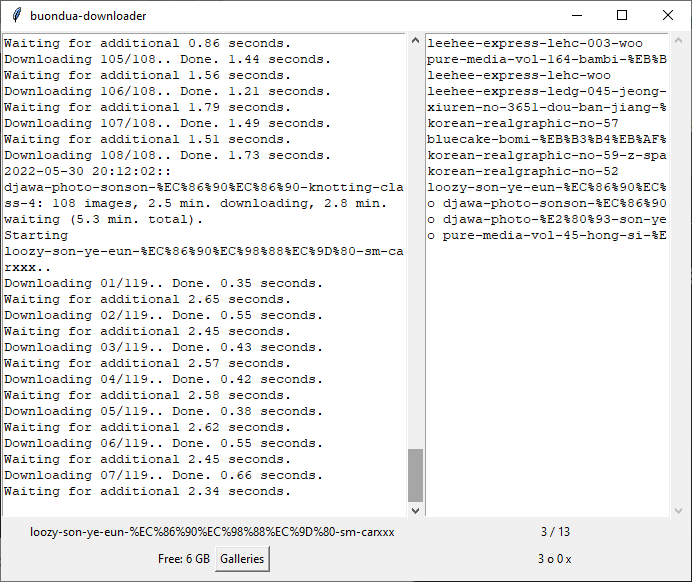 buondua-downloader
Waiting for additional 0.86 seconds.
Downloading 105/108.. Done. 1.44 seconds.
Waiting for additional 1.56 seconds.
Downloading 106/108.. Done. 1.21 seconds.
Waiting for additional 1.79 seconds.
Downloading 107/108.. Done. 1.49 seconds.
Waiting for additional 1.51 seconds.
Downloading 108/108.. Done. 1.73 seconds.
2022-05-30 20:12:02::
djawa-photo-sonson-%EC%86%90%EC%86%90-knotting-cla
ss-4: 108 images, 2.5 min. downloading, 2.8 min.
waiting (5.3 min. total).
Starting
loozy-son-ye-eun-%EC%86%90%EC%98%88%EC%9D%80-sm-ca
rxxx..
Downloading 01/119.. Done. 0.35 seconds.
Waiting for additional 2.65 seconds.
Downloading 02/119.. Done. 0.55 seconds.
Waiting for additional 2.45 seconds.
Downloading 03/119.. Done. 0.43 seconds.
Waiting for additional 2.57 seconds.
Downloading 04/119.. Done. 0.42 seconds.
Waiting for additional 2.58 seconds.
Downloading 05/119.. Done. 0.38 seconds.
Waiting for additional 2.62 seconds.
Downloading 06/119.. Done. 0.55 seconds.
Waiting for additional 2.45 seconds.
Downloading 07/119.. Done. 0.66 seconds.
Waiting for additional 2.34 seconds.
leehee-express-lehc-003-woo
pure-media-vol-164-bambi-%EB%B
leehee-express-lehc-woo
leehee-express-ledg-045-jeong-
xiuren-no-3651-dou-ban-jiang-%
korean-realgraphic-no-57
bluecake-bomi-%EB%B3%B4%EB%AF%
korean-realgraphic-no-59-z-spa
korean-realgraphic-no-52
loozy-son-ye-eun-%EC%86%90%EC%
o djawa-photo-sonson-%EC%86%90
o djawa-photo-%E2%80%93-son-ye
o pure-media-vol-45-hong-si-%E
loozy-son-ye-eun-%EC%86%90%EC%98%88%EC%9D%80-sm-carxxx
3 / 13
Free: 6 GB
Galleries
3 o 0 x